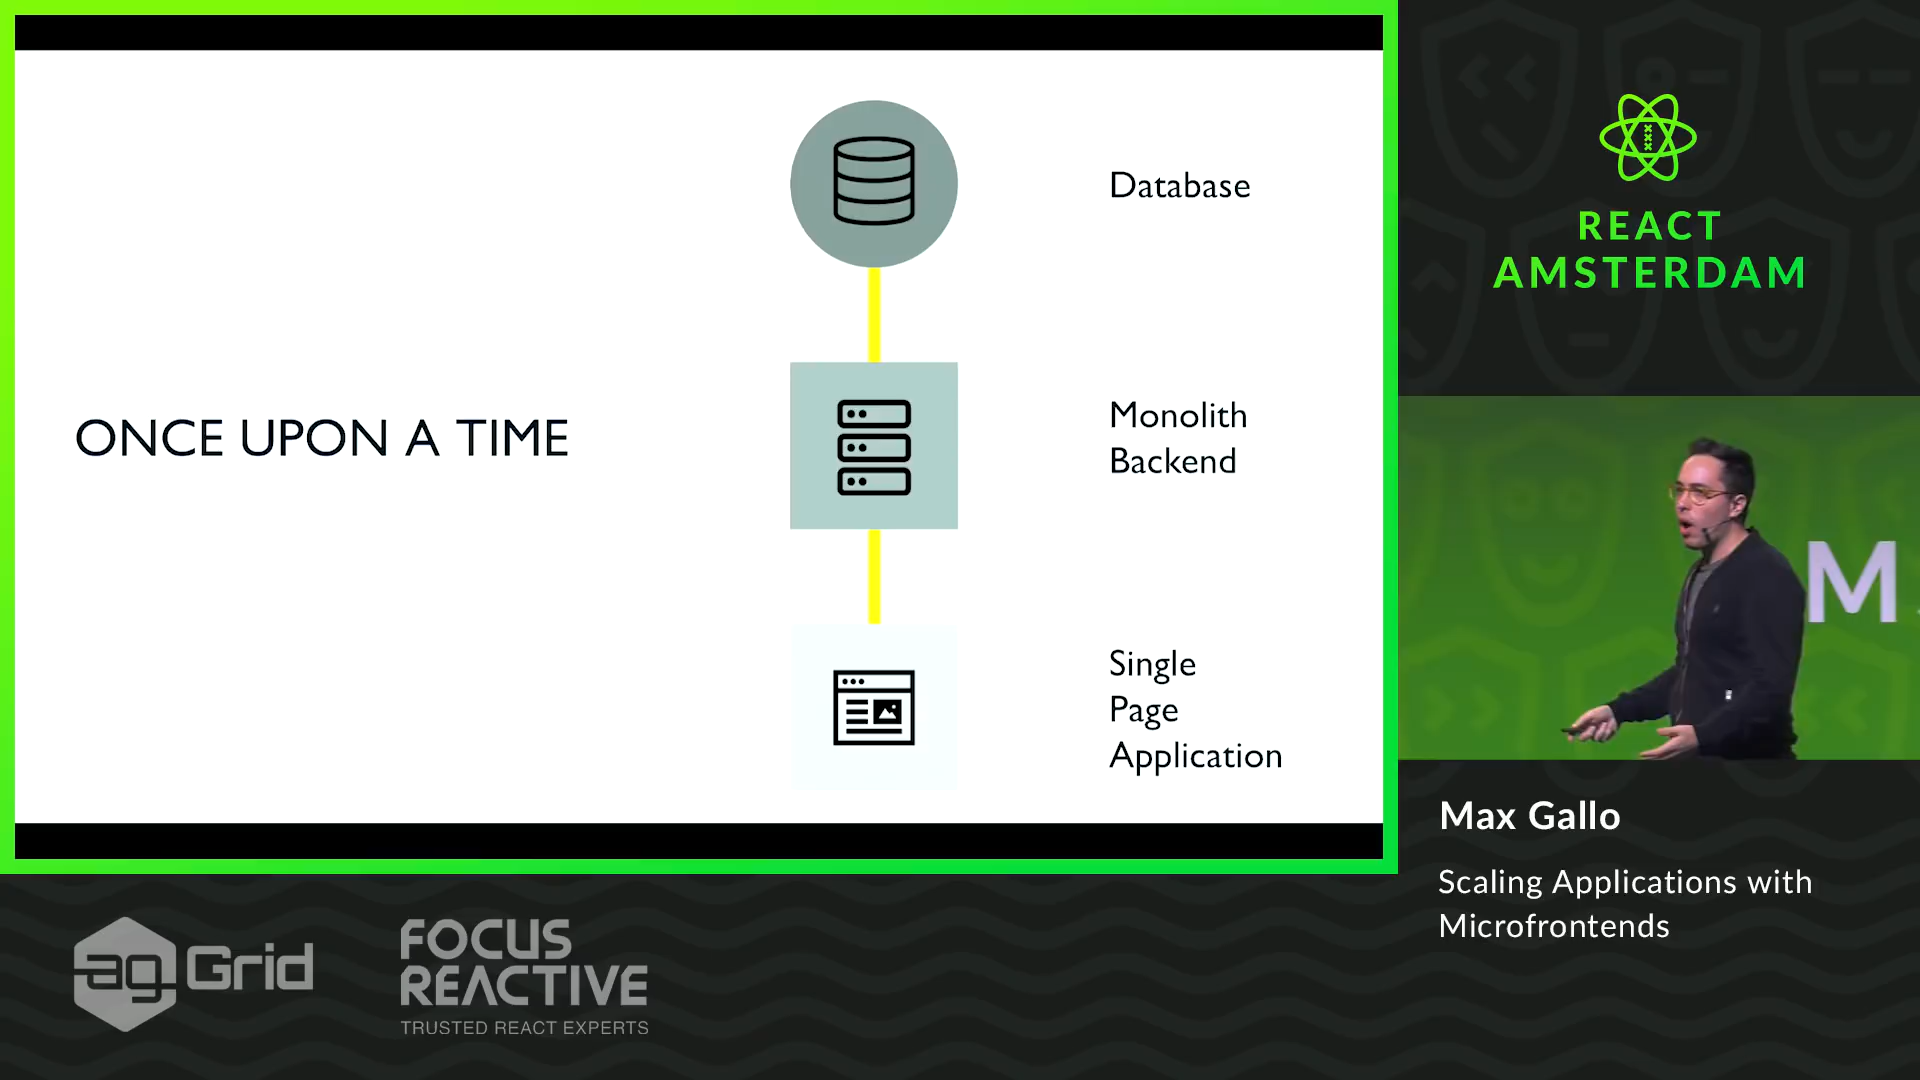 ONCE UPON A TIME
Database
Monolith
Backend
Single
Page
Application
REACT
AMSTERDAM
M
Max Gallo
Scaling Applications with
Microfrontends
ag Grid
FOCUS
REACTIVE
TRUSTED REACT EXPERTS